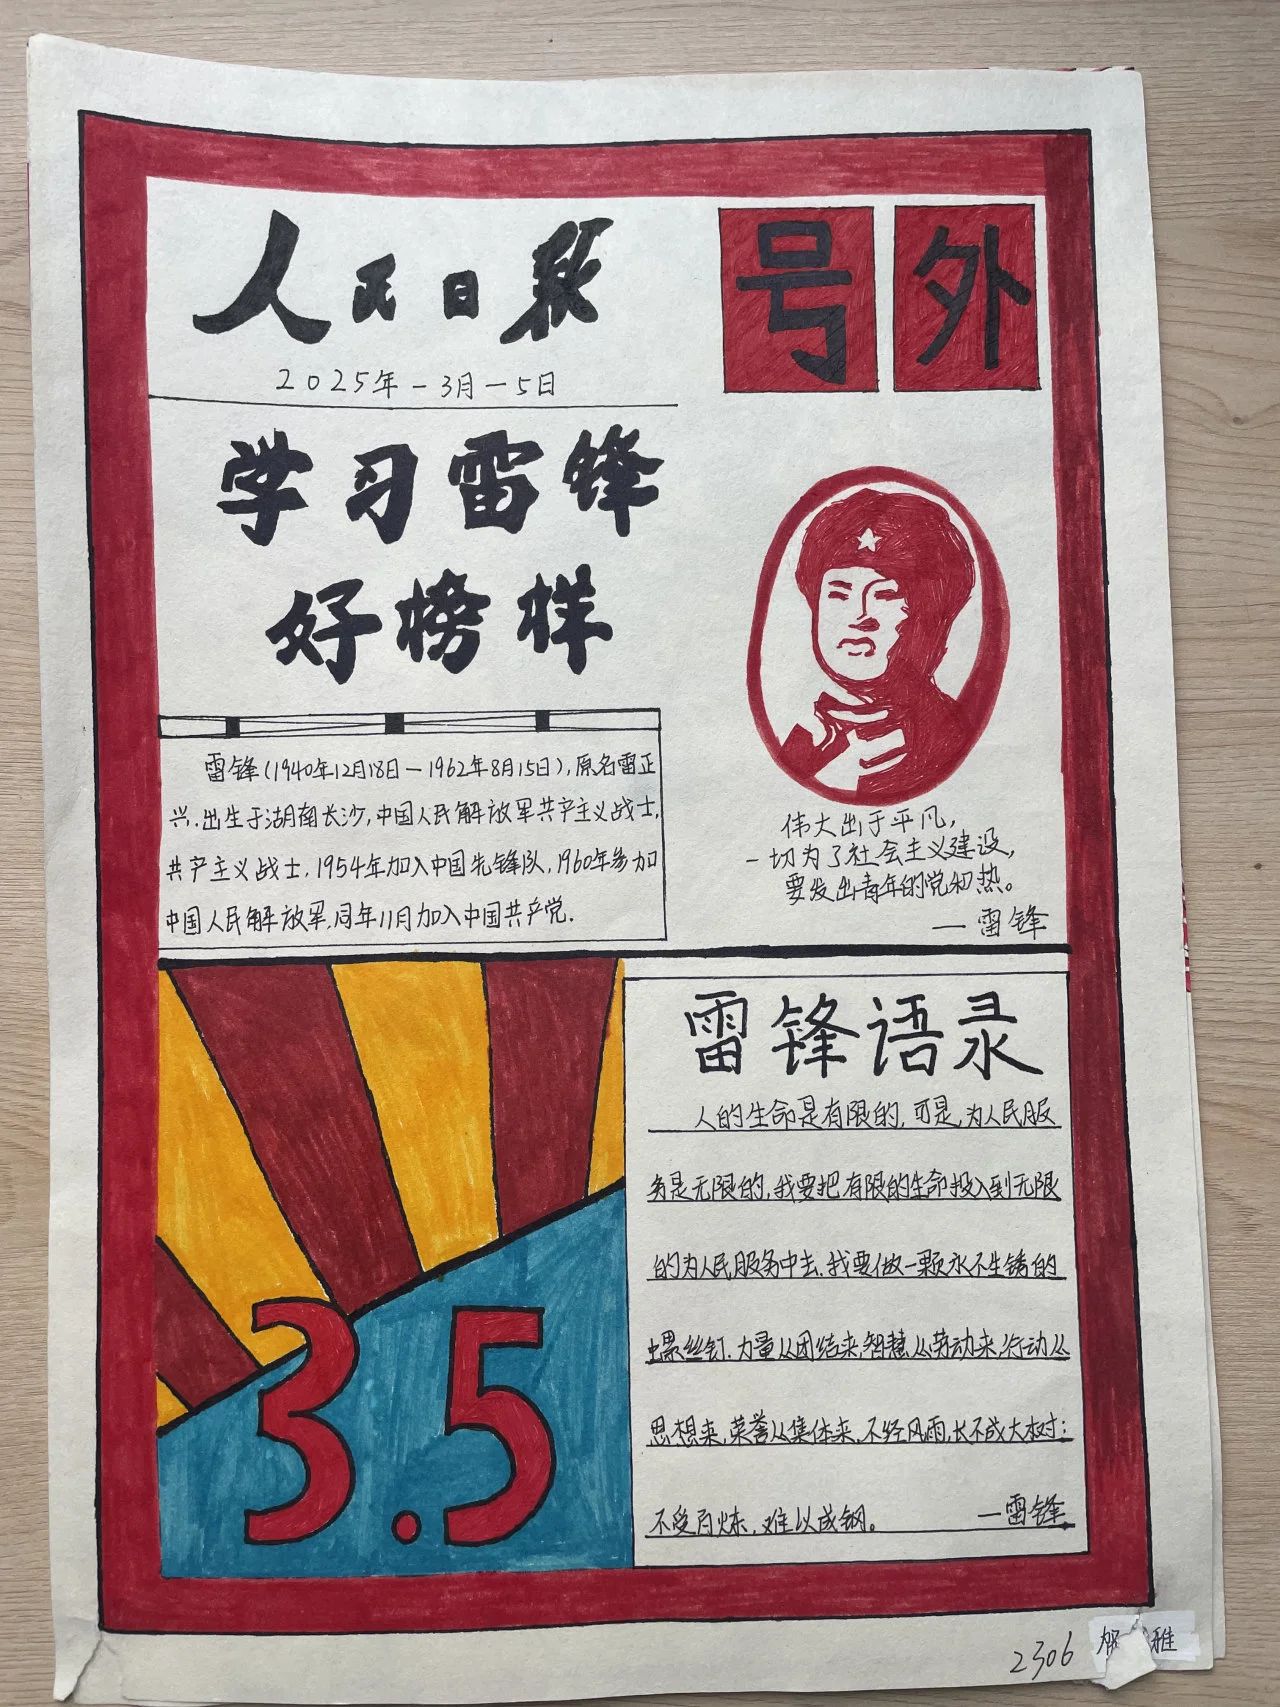 人民日报
号外
2025年-3月-5日
学习雷锋
好榜样
雷锋(1940年12月18日—1962年8月15日),原名雷正
兴.出生于湖南长沙,中国人民解放军共产主义战士,
共产主义战士,1954年加入中国先锋队,1960年参加
中国人民解放军,同年11月加入中国共产党.
伟大出于平凡,
一切为了社会主义建设,
要发出青年的光和热。
—雷锋
雷锋语录
人的生命是有限的,可是,为人民服
务是无限的,我要把有限的生命投入到无限
的为人民服务中去.我要做一颗永不生锈的
螺丝钉.力量从团结来,智慧从劳动来,行动从
思想来,荣誉从集体来,不经风雨,长不成大树;
不受百炼,难以成钢。 —雷锋
3.5
2306 雅